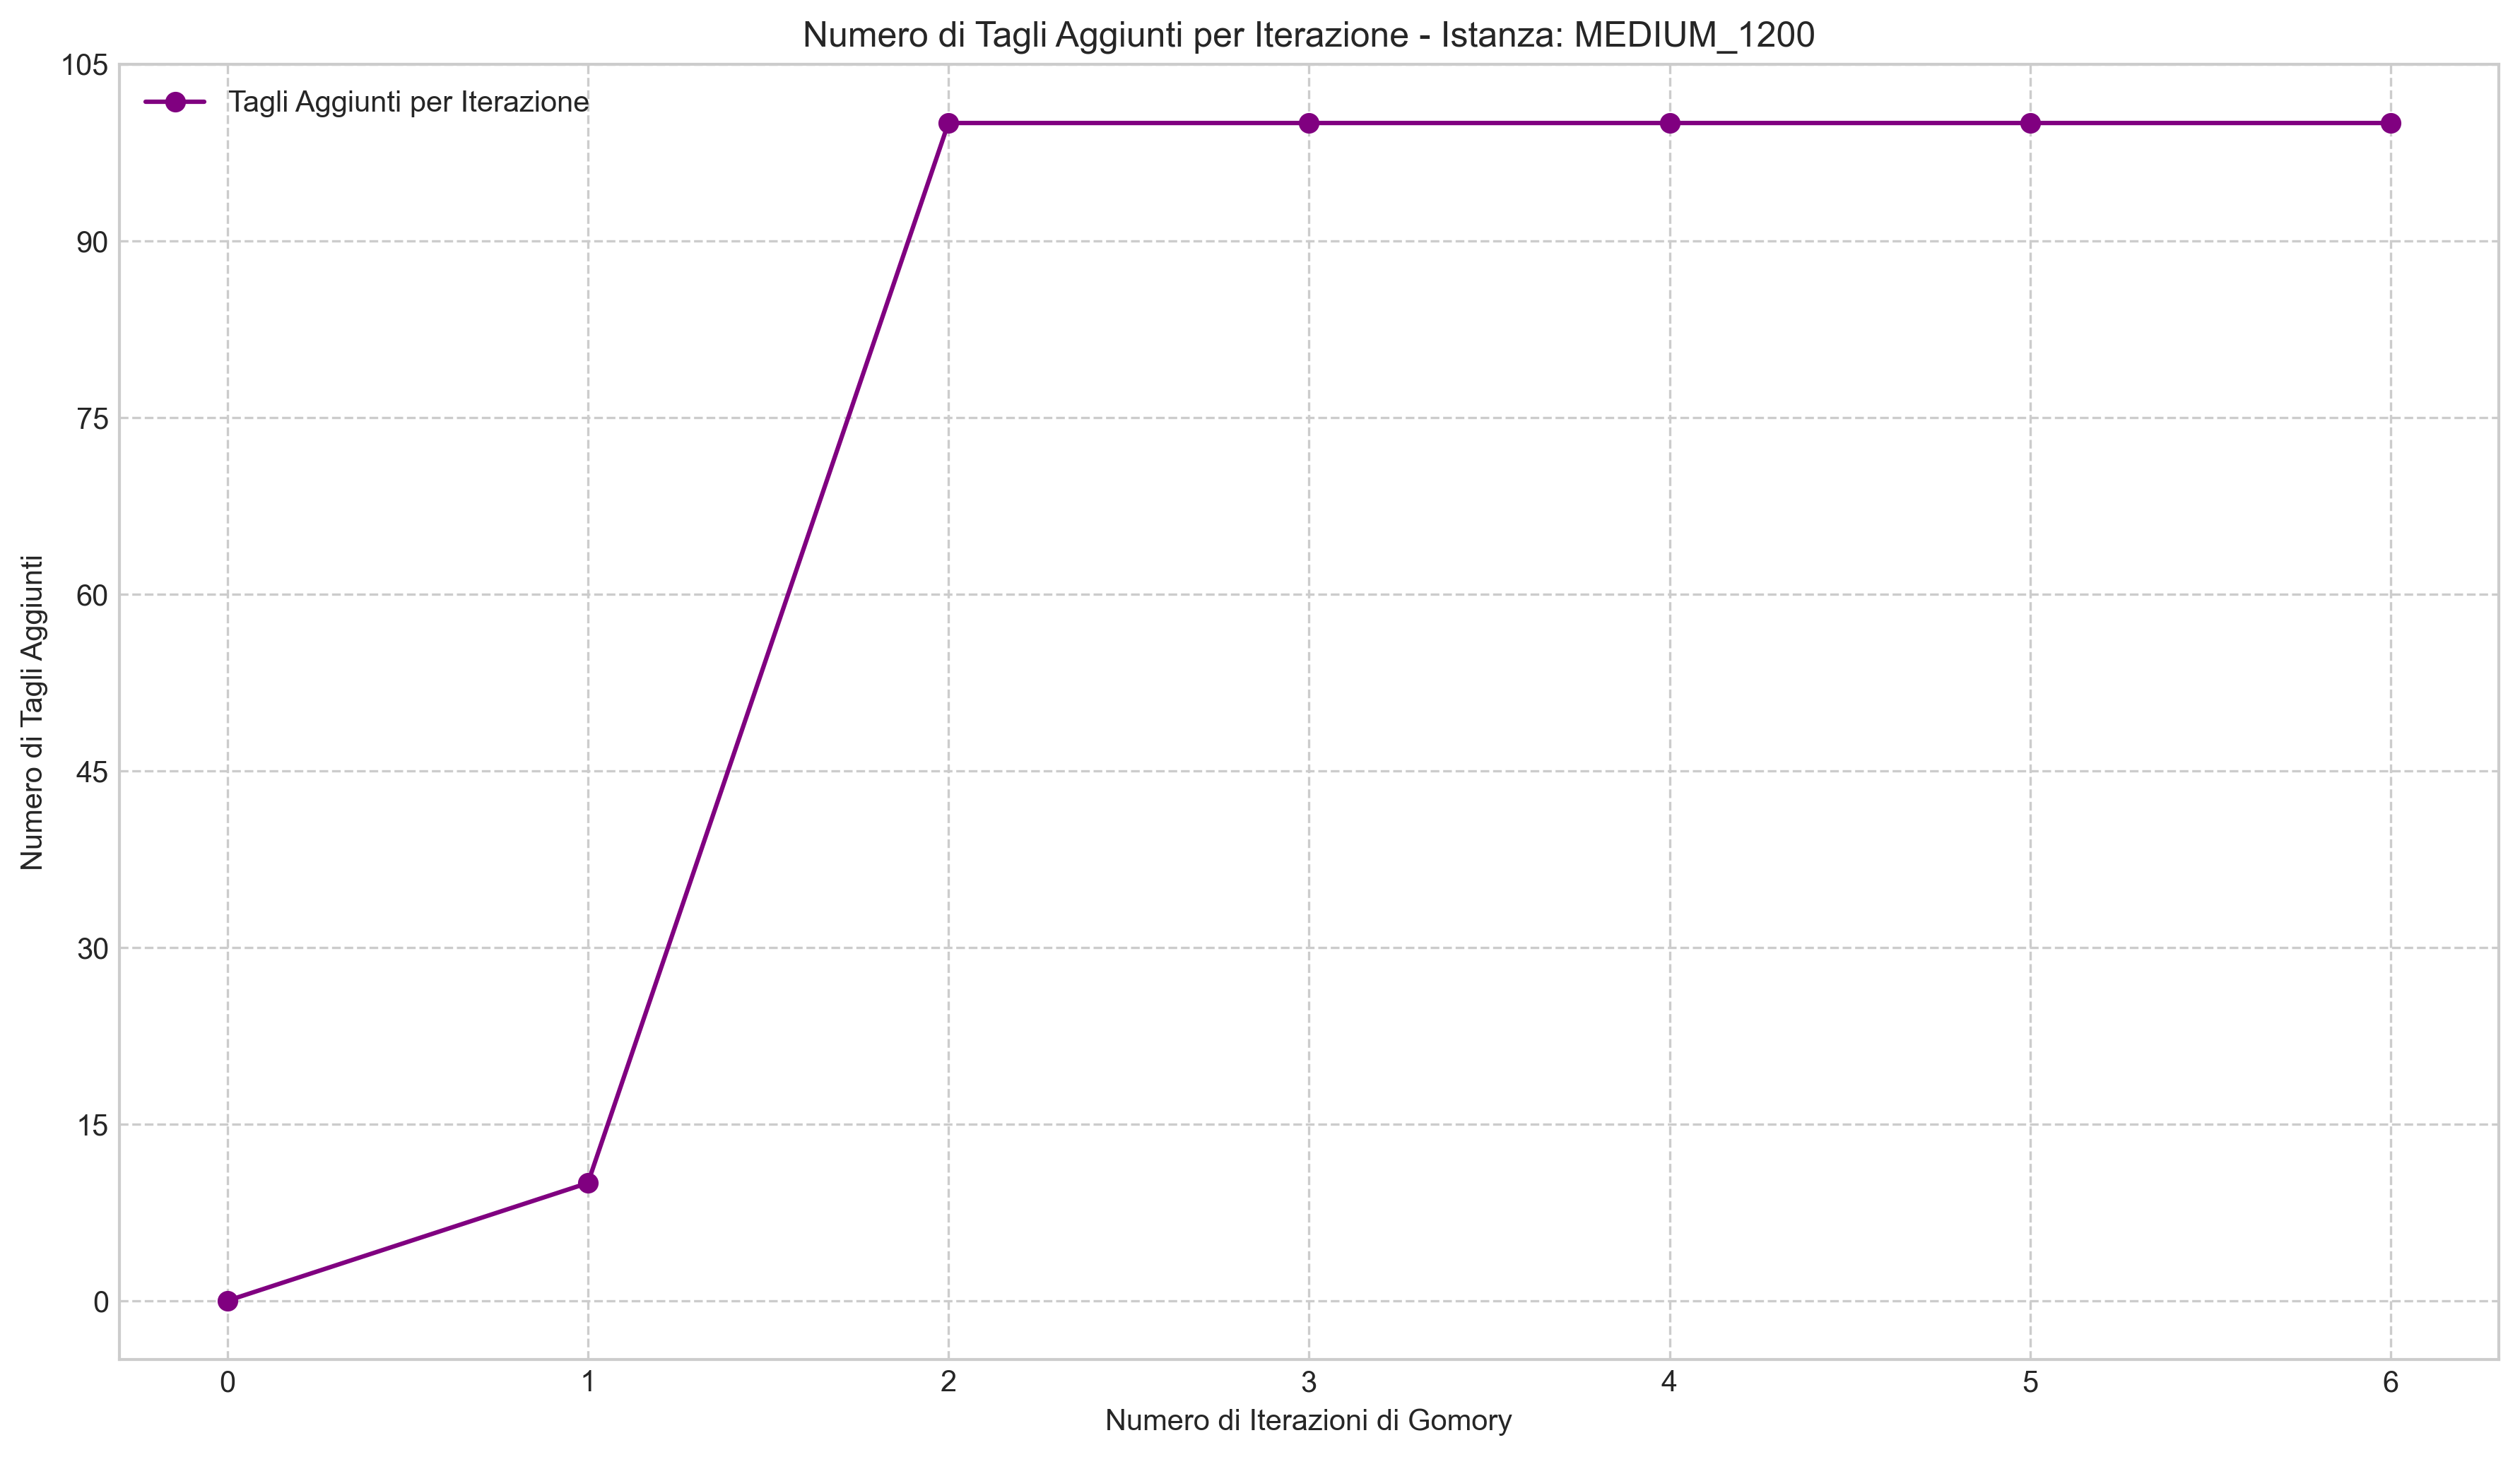 Numero di Tagli Aggiunti per Iterazione - Istanza: MEDIUM_1200
Tagli Aggiunti per Iterazione
Numero di Tagli Aggiunti
105
90
75
60
45
30
15
0
0 1 2 3 4 5 6
Numero di Iterazioni di Gomory